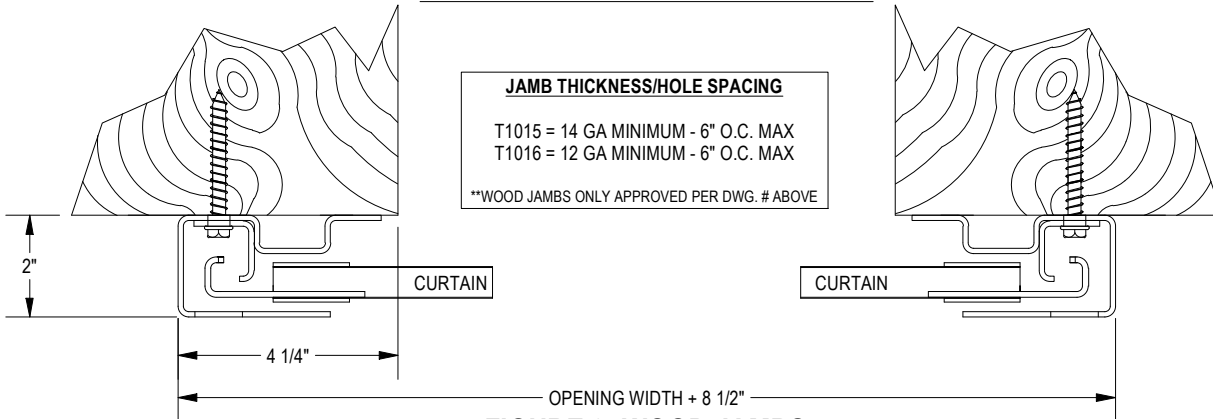 JAMB THICKNESS/HOLE SPACING
T1015 = 14 GA MINIMUM - 6" O.C. MAX
T1016 = 12 GA MINIMUM - 6" O.C. MAX
**WOOD JAMBS ONLY APPROVED PER DWG. # ABOVE
2"
CURTAIN
CURTAIN
4 1/4"
OPENING WIDTH + 8 1/2"